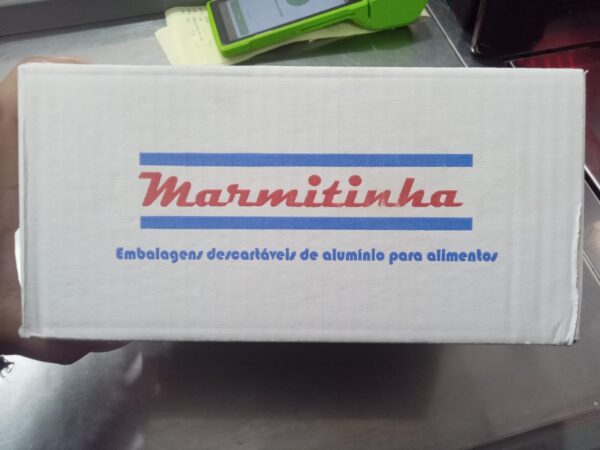 Marmitinha
Embalagens descartáveis de alumínio para alimentos